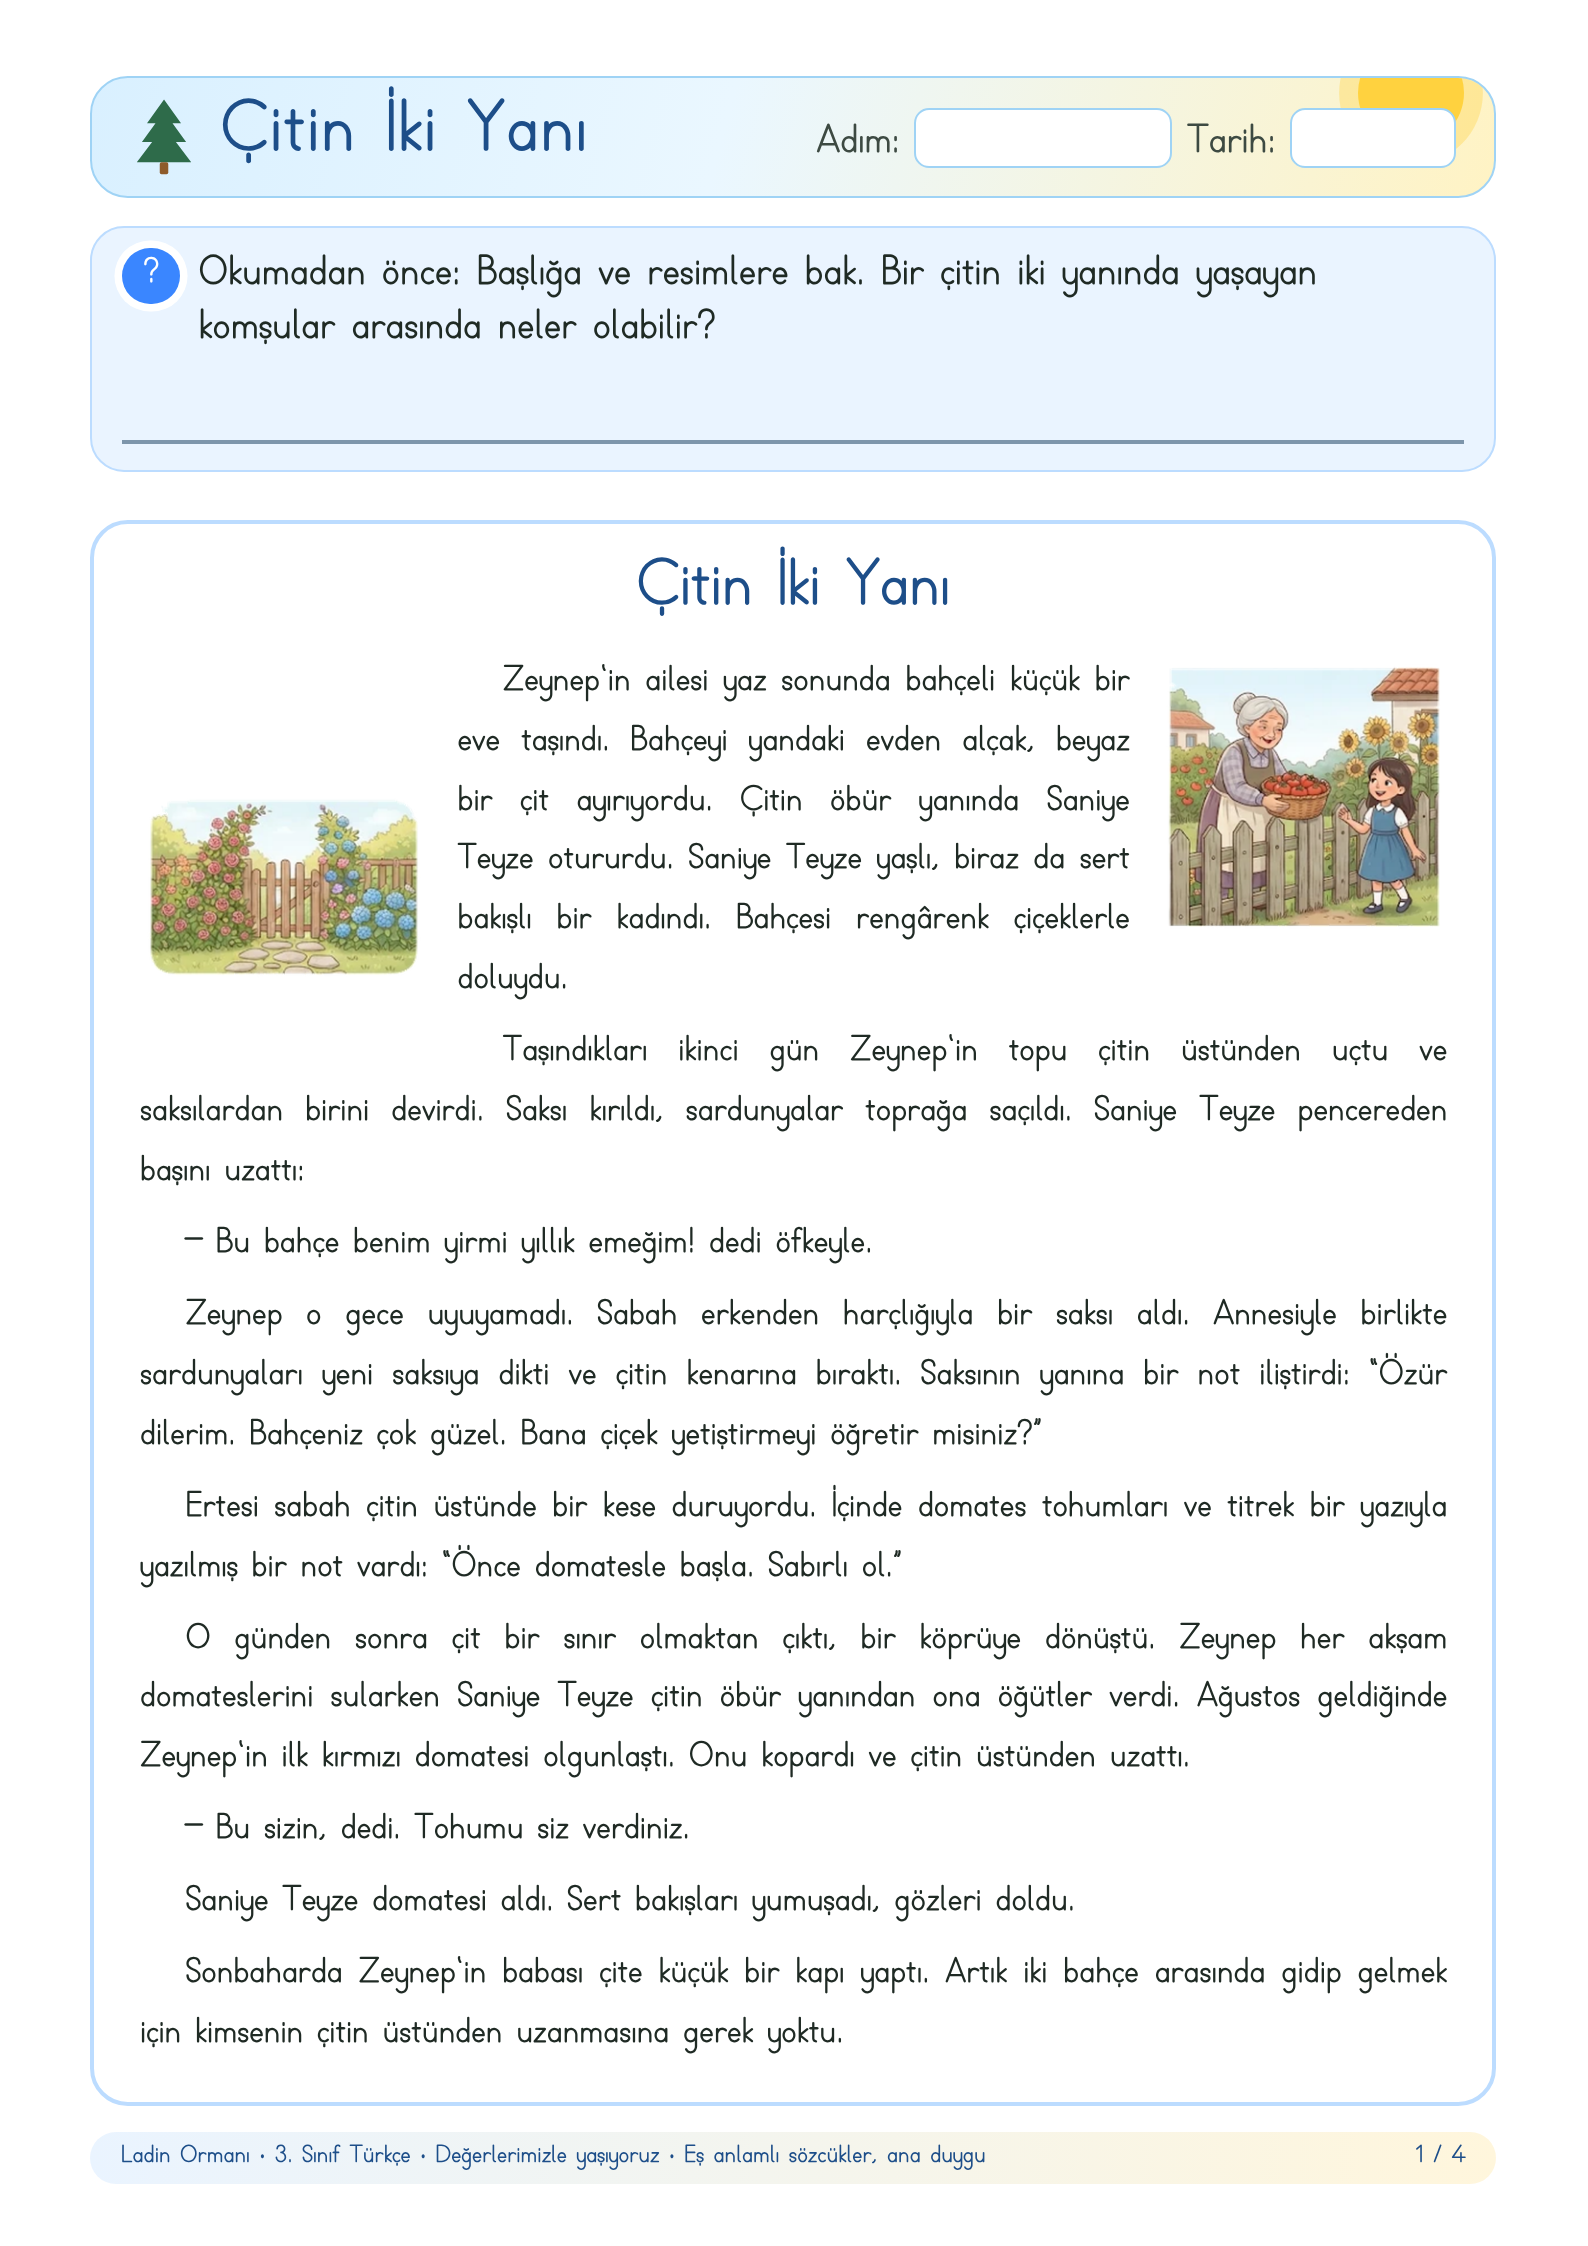 Çitin İki Yanı
Adım:
Tarih:
?
Okumadan önce: Başlığa ve resimlere bak. Bir çitin iki yanında yaşayan
komşular arasında neler olabilir?
Çitin İki Yanı
Zeynep‘in ailesi yaz sonunda bahçeli küçük bir
eve taşındı. Bahçeyi yandaki evden alçak, beyaz
bir çit ayırıyordu. Çitin öbür yanında Saniye
Teyze otururdu. Saniye Teyze yaşlı, biraz da sert
bakışlı bir kadındı. Bahçesi rengârenk çiçeklerle
doluydu.
Taşındıkları ikinci gün Zeynep‘in topu çitin üstünden uçtu ve
saksılardan birini devirdi. Saksı kırıldı, sardunyalar toprağa saçıldı. Saniye Teyze pencereden
başını uzattı:
– Bu bahçe benim yirmi yıllık emeğim! dedi öfkeyle.
Zeynep o gece uyuyamadı. Sabah erkenden harçlığıyla bir saksı aldı. Annesiyle birlikte
sardunyaları yeni saksıya dikti ve çitin kenarına bıraktı. Saksının yanına bir not iliştirdi: “Özür
dilerim. Bahçeniz çok güzel. Bana çiçek yetiştirmeyi öğretir misiniz?”
Ertesi sabah çitin üstünde bir kese duruyordu. İçinde domates tohumları ve titrek bir yazıyla
yazılmış bir not vardı: “Önce domatesle başla. Sabırlı ol.”
O günden sonra çit bir sınır olmaktan çıktı, bir köprüye dönüştü. Zeynep her akşam
domateslerini sularken Saniye Teyze çitin öbür yanından ona öğütler verdi. Ağustos geldiğinde
Zeynep‘in ilk kırmızı domatesi olgunlaştı. Onu kopardı ve çitin üstünden uzattı.
– Bu sizin, dedi. Tohumu siz verdiniz.
Saniye Teyze domatesi aldı. Sert bakışları yumuşadı, gözleri doldu.
Sonbaharda Zeynep‘in babası çite küçük bir kapı yaptı. Artık iki bahçe arasında gidip gelmek
için kimsenin çitin üstünden uzanmasına gerek yoktu.
Ladin Ormanı • 3. Sınıf Türkçe • Değerlerimizle yaşıyoruz • Eş anlamlı sözcükler, ana duygu
1 / 4